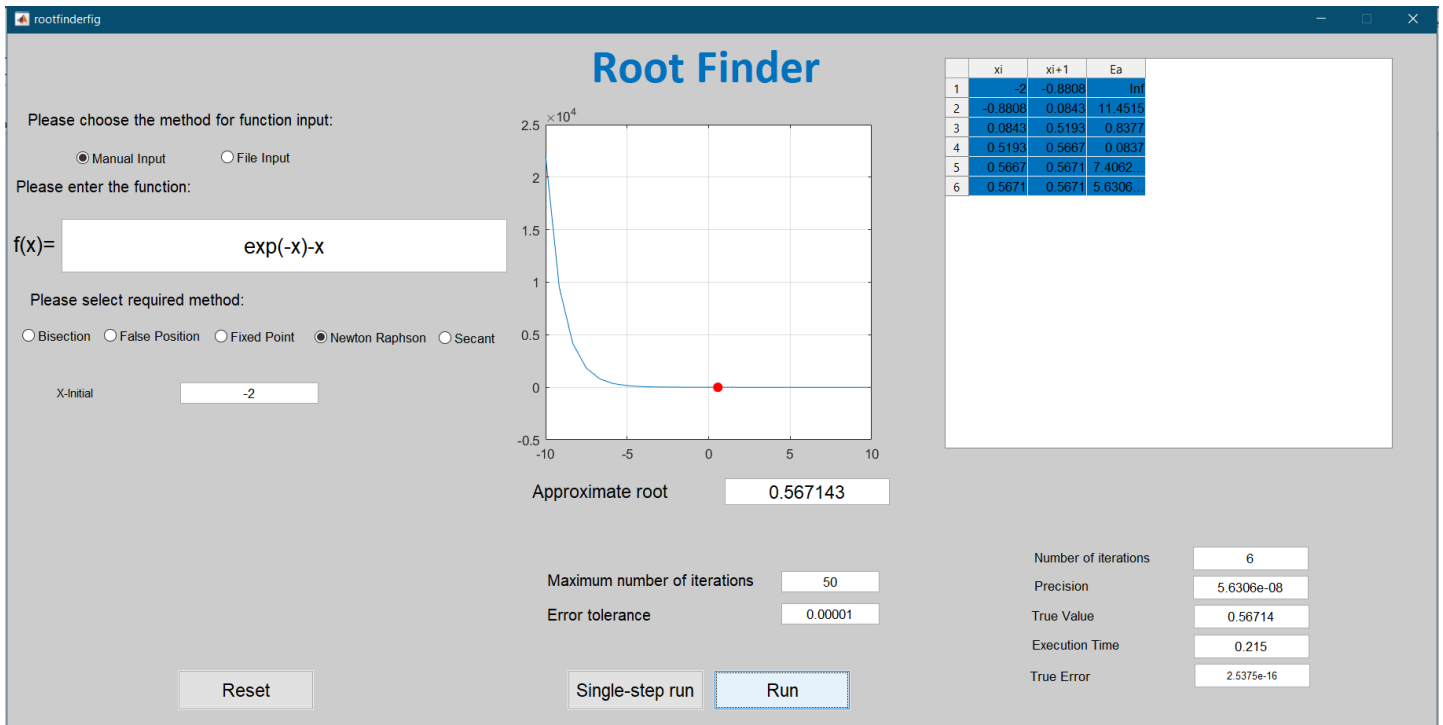 rootfinderfig
Root Finder
Please choose the method for function input:
Manual Input File Input
Please enter the function:
f(x)= exp(-x)-x
Please select required method:
Bisection False Position Fixed Point Newton Raphson Secant
X-Initial -2
×10^4
2.5
2
1.5
1
0.5
0
-0.5
-10 -5 0 5 10
Approximate root 0.567143
Maximum number of iterations 50
Error tolerance 0.00001
Reset
Single-step run
Run
xi xi+1 Ea
1 -2 -0.8808 Inf
2 -0.8808 0.0843 11.4515
3 0.0843 0.5193 0.8377
4 0.5193 0.5667 0.0837
5 0.5667 0.5671 7.4062...
6 0.5671 0.5671 5.6306...
Number of iterations 6
Precision 5.6306e-08
True Value 0.56714
Execution Time 0.215
True Error 2.5375e-16